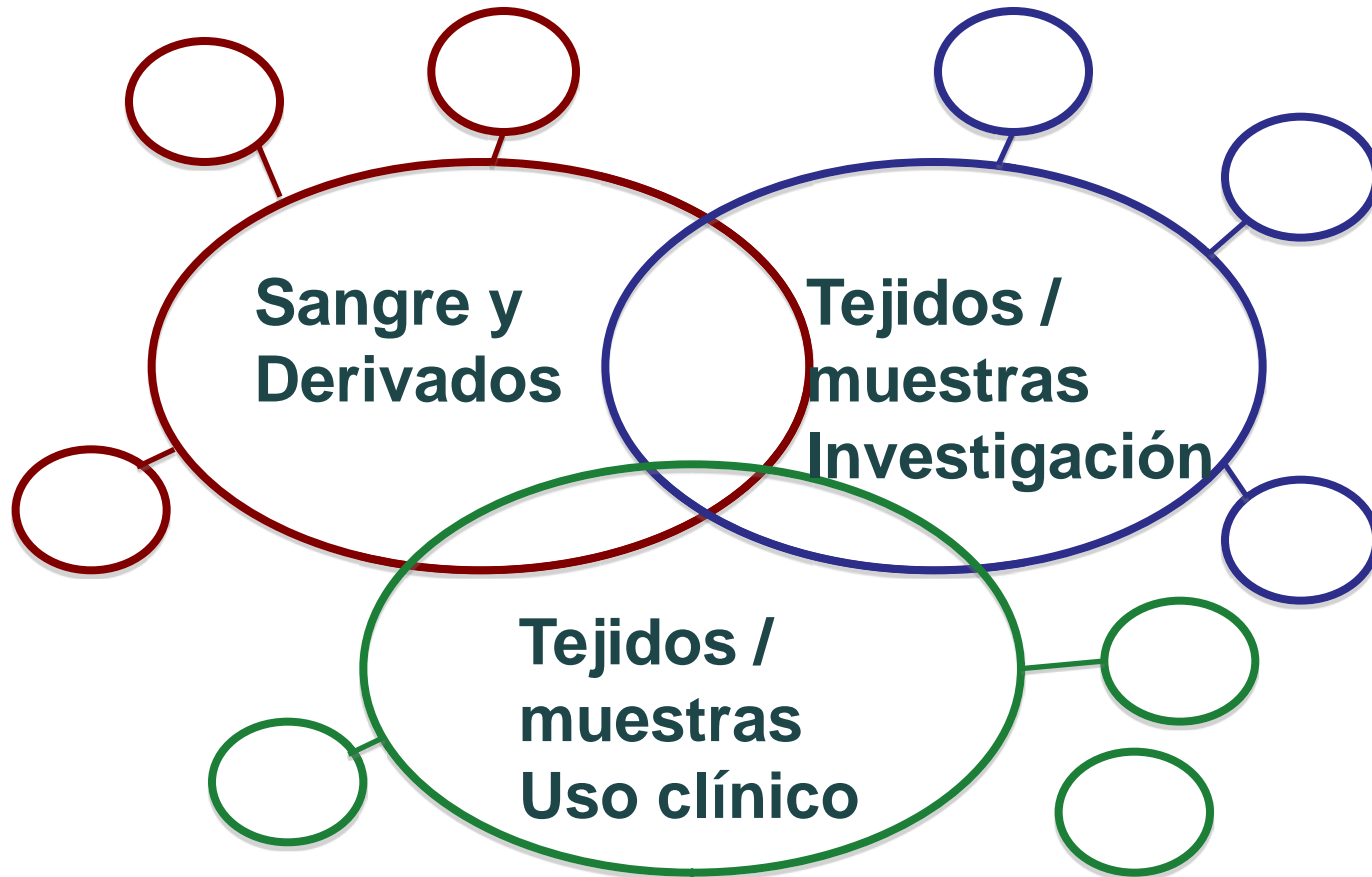 Sangre y
Derivados
Tejidos /
muestras
Investigación
Tejidos /
muestras
Uso clínico